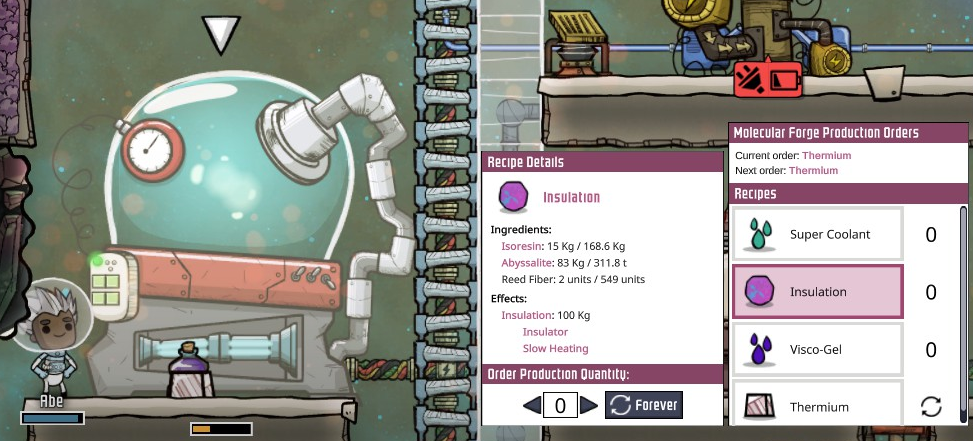 Abe
Recipe Details
Insulation
Ingredients:
Isoresin: 15 Kg / 168.6 Kg
Abyssalite: 83 Kg / 311.8 t
Reed Fiber: 2 units / 549 units
Effects:
Insulation: 100 Kg
Insulator
Slow Heating
Order Production Quantity:
0
Forever
Molecular Forge Production Orders
Current order: Thermium
Next order: Thermium
Recipes
Super Coolant 0
Insulation 0
Visco-Gel 0
Thermium